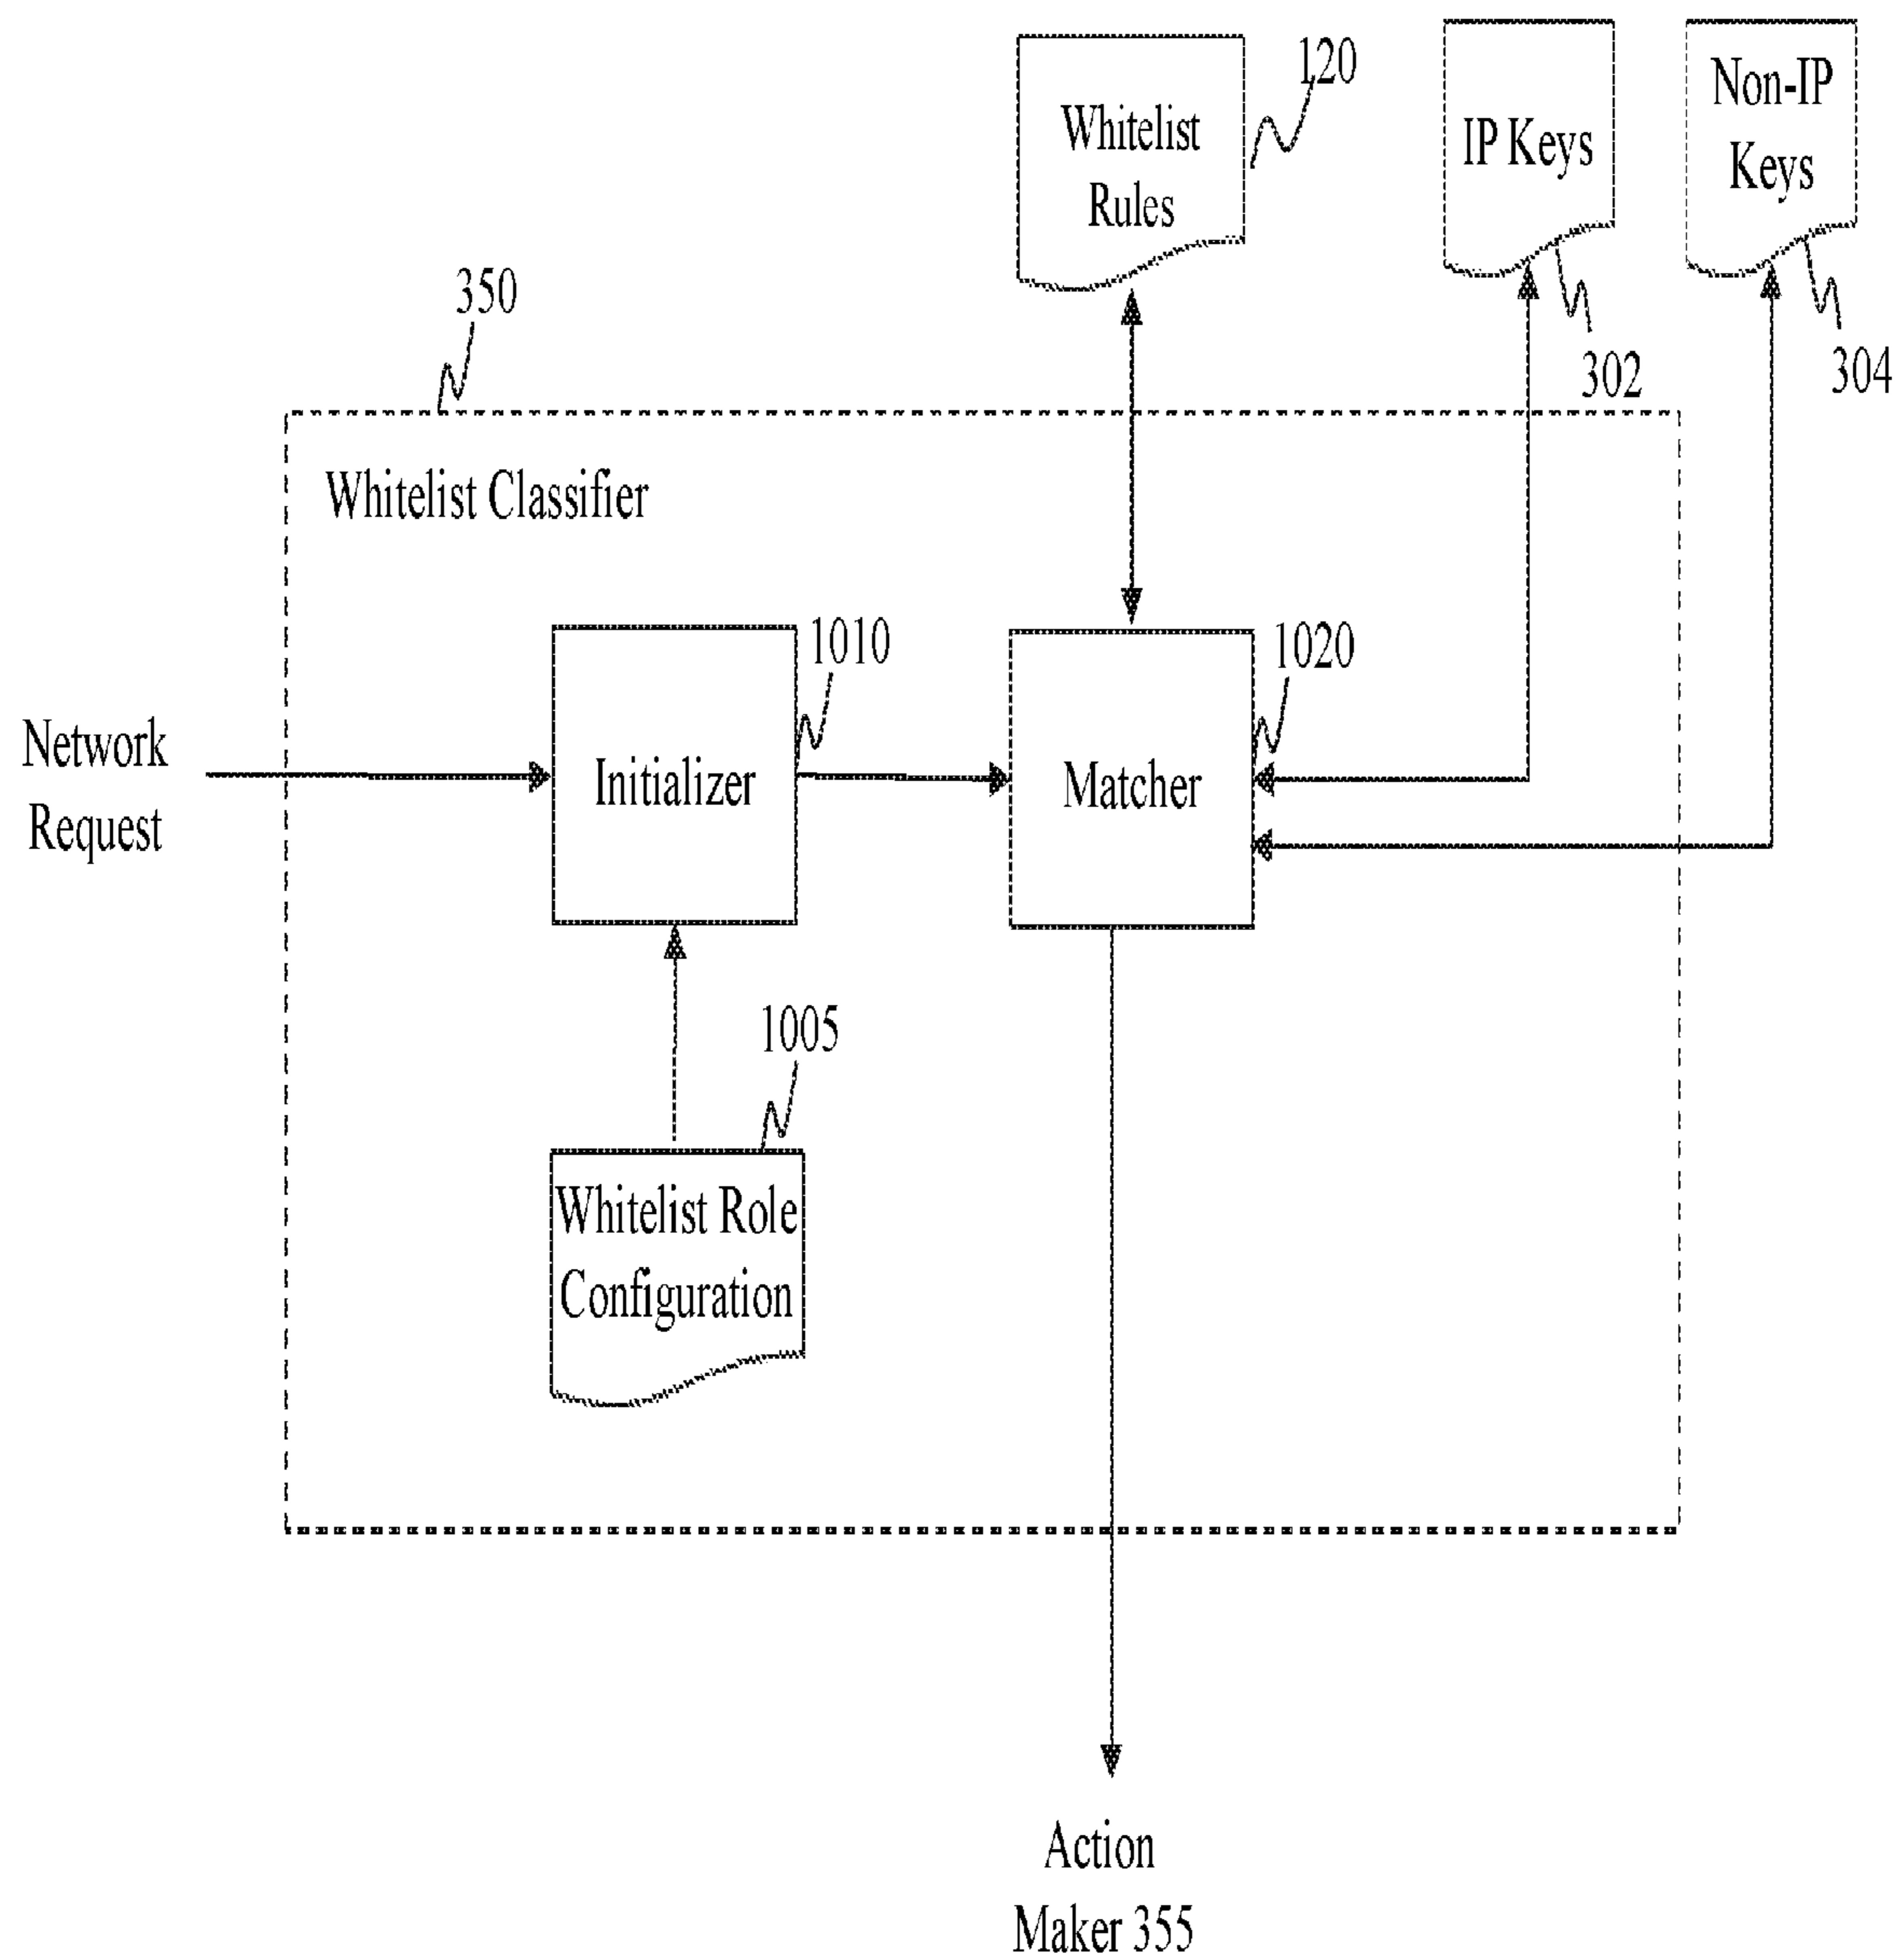 120
Whitelist
Rules
IP Keys
Non-IP
Keys
350
302
304
Whitelist Classifier
1010
1020
Network
Request
Initializer
Matcher
1005
Whitelist Role
Configuration
Action
Maker 355